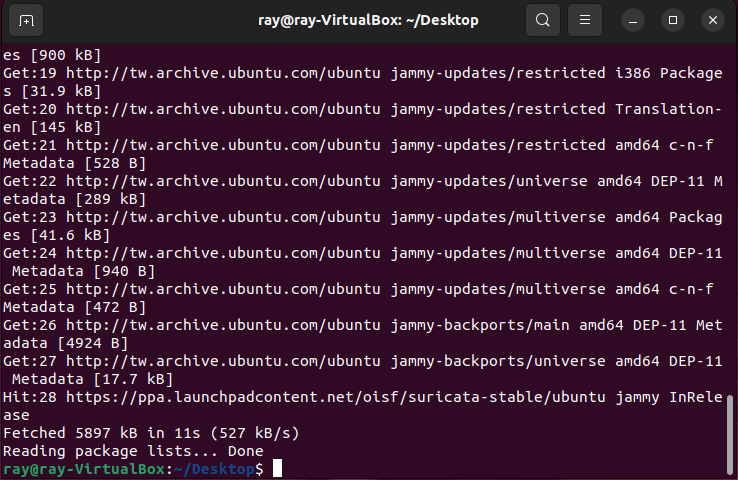 ray@ray-VirtualBox: ~/Desktop
es [900 kB]
Get:19 http://tw.archive.ubuntu.com/ubuntu jammy-updates/restricted i386 Package
s [31.9 kB]
Get:20 http://tw.archive.ubuntu.com/ubuntu jammy-updates/restricted Translation-
en [145 kB]
Get:21 http://tw.archive.ubuntu.com/ubuntu jammy-updates/restricted amd64 c-n-f
Metadata [528 B]
Get:22 http://tw.archive.ubuntu.com/ubuntu jammy-updates/universe amd64 DEP-11 M
etadata [289 kB]
Get:23 http://tw.archive.ubuntu.com/ubuntu jammy-updates/multiverse amd64 Packag
es [41.6 kB]
Get:24 http://tw.archive.ubuntu.com/ubuntu jammy-updates/multiverse amd64 DEP-11
 Metadata [940 B]
Get:25 http://tw.archive.ubuntu.com/ubuntu jammy-updates/multiverse amd64 c-n-f
Metadata [472 B]
Get:26 http://tw.archive.ubuntu.com/ubuntu jammy-backports/main amd64 DEP-11 Met
adata [4924 B]
Get:27 http://tw.archive.ubuntu.com/ubuntu jammy-backports/universe amd64 DEP-11
 Metadata [17.7 kB]
Hit:28 https://ppa.launchpadcontent.net/oisf/suricata-stable/ubuntu jammy InRele
ase
Fetched 5897 kB in 11s (527 kB/s)
Reading package lists... Done
ray@ray-VirtualBox:~/Desktop$